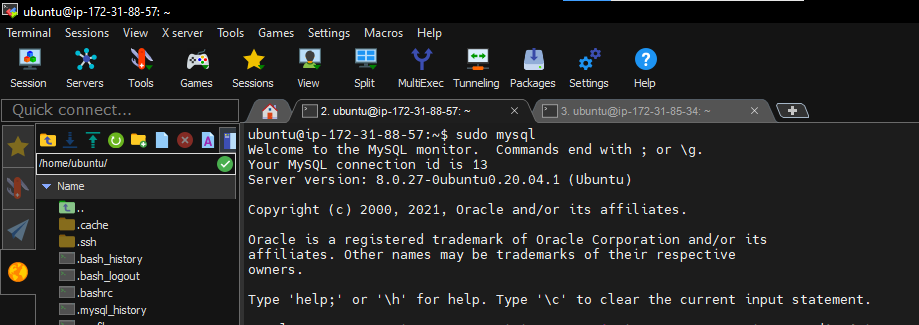 ubuntu@ip-172-31-88-57: ~
Terminal Sessions View X server Tools Games Settings Macros Help
Session Servers Tools Games Sessions View Split MultiExec Tunneling Packages Settings Help
Quick connect...
2. ubuntu@ip-172-31-88-57: ~
3. ubuntu@ip-172-31-85-34: ~
/home/ubuntu/
Name
..
.cache
.ssh
.bash_history
.bash_logout
.bashrc
.mysql_history
ubuntu@ip-172-31-88-57:~$ sudo mysql
Welcome to the MySQL monitor.  Commands end with ; or \g.
Your MySQL connection id is 13
Server version: 8.0.27-0ubuntu0.20.04.1 (Ubuntu)
Copyright (c) 2000, 2021, Oracle and/or its affiliates.
Oracle is a registered trademark of Oracle Corporation and/or its
affiliates. Other names may be trademarks of their respective
owners.
Type 'help;' or '\h' for help. Type '\c' to clear the current input statement.